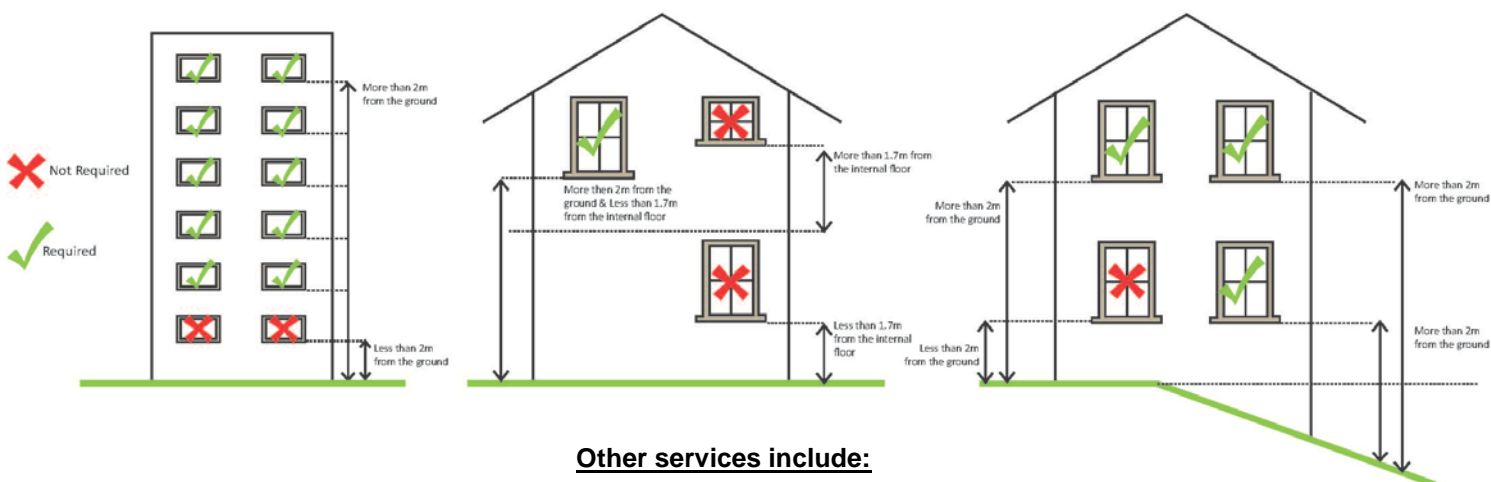 Not Required
Required
More than 2m
from the ground
Less than 2m
from the ground
More then 2m from the
ground & Less than 1.7m
from the internal floor
More than 1.7m from
the internal floor
Less than 1.7m
from the internal
floor
More than 2m
from the ground
Less than 2m
from the ground
More than 2m
from the ground
More than 2m
from the ground
Other services include: